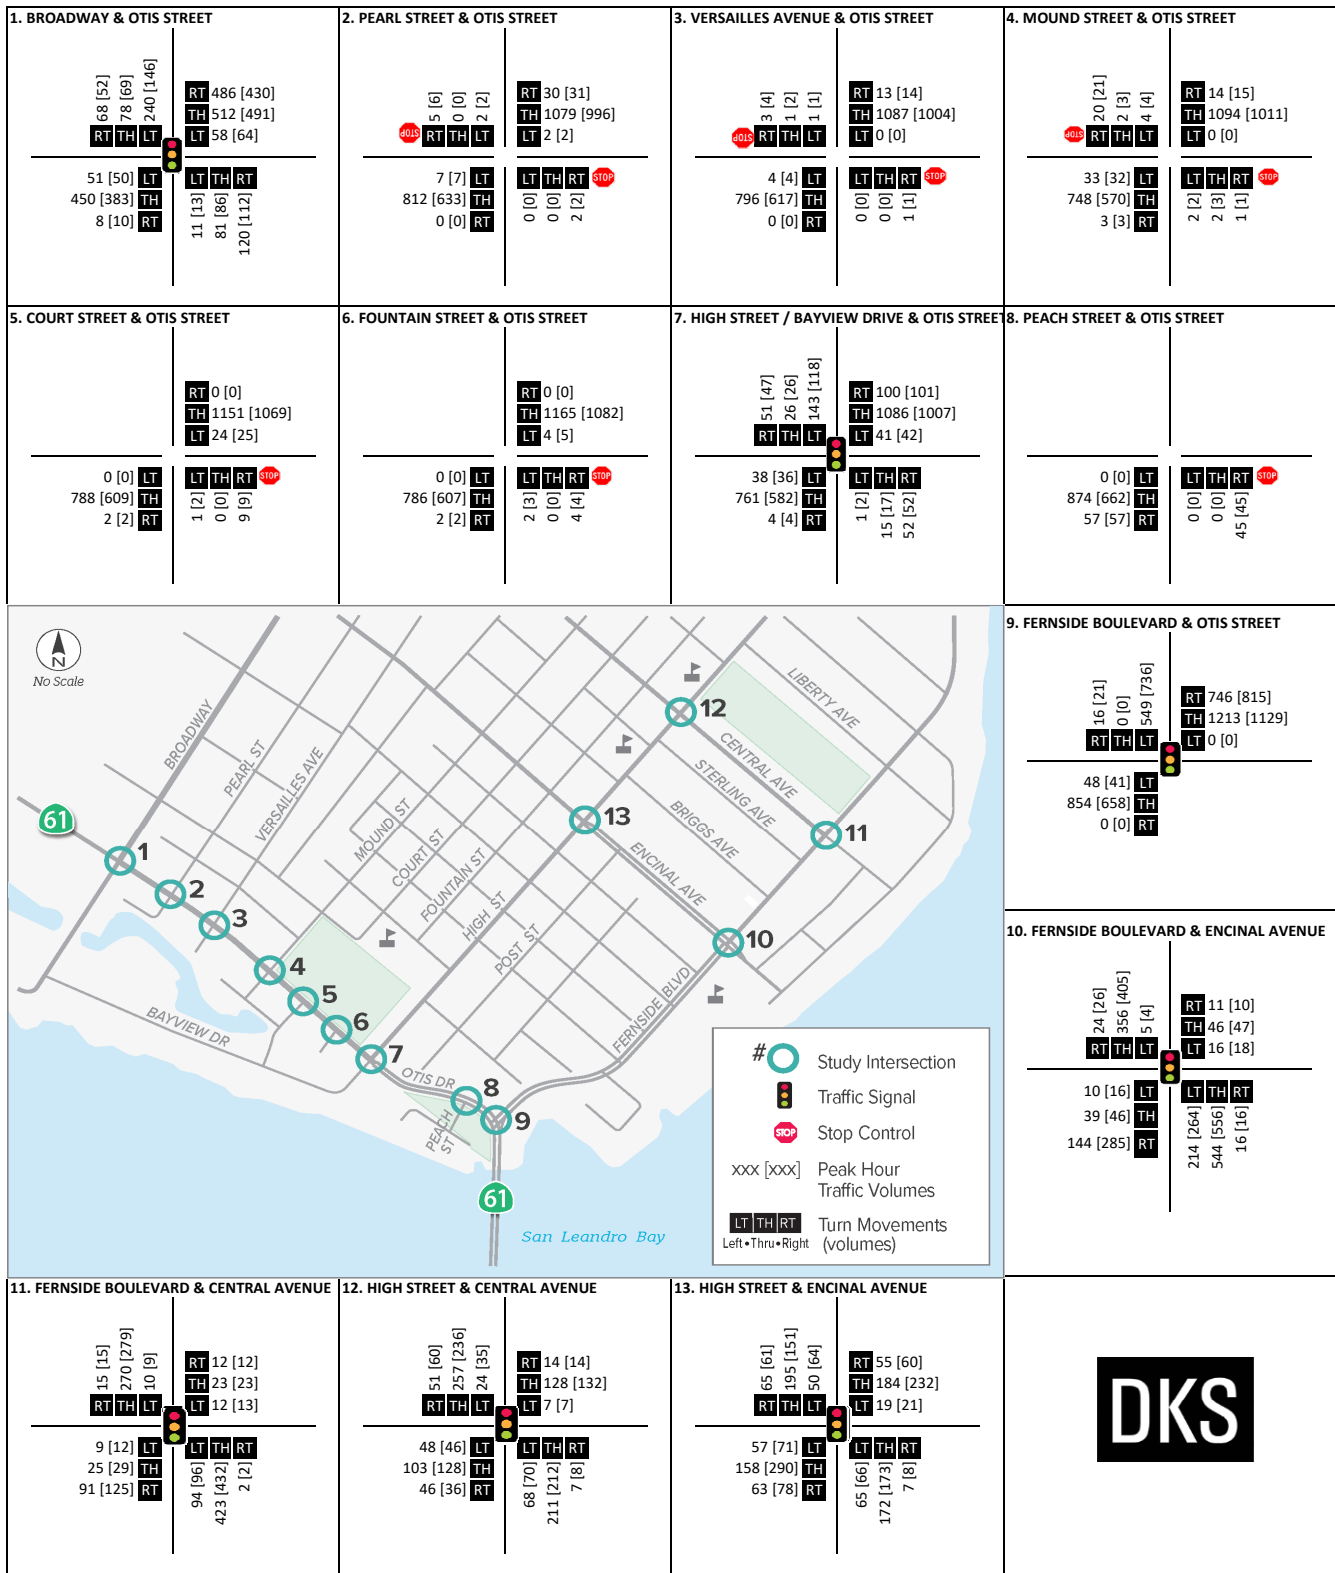 1. BROADWAY & OTIS STREET
68 [52]
78 [69]
240 [146]
RT TH LT
RT 486 [430]
TH 512 [491]
LT 58 [64]
51 [50] LT
450 [383] TH
8 [10] RT
LT TH RT
11 [13]
81 [86]
120 [112]
2. PEARL STREET & OTIS STREET
5 [6]
0 [0]
2 [2]
STOP RT TH LT
RT 30 [31]
TH 1079 [996]
LT 2 [2]
7 [7] LT
812 [633] TH
0 [0] RT
LT TH RT STOP
0 [0]
0 [0]
2 [2]
3. VERSAILLES AVENUE & OTIS STREET
3 [4]
1 [2]
1 [1]
STOP RT TH LT
RT 13 [14]
TH 1087 [1004]
LT 0 [0]
4 [4] LT
796 [617] TH
0 [0] RT
LT TH RT STOP
0 [0]
0 [0]
1 [1]
4. MOUND STREET & OTIS STREET
20 [21]
2 [3]
4 [4]
STOP RT TH LT
RT 14 [15]
TH 1094 [1011]
LT 0 [0]
33 [32] LT
748 [570] TH
3 [3] RT
LT TH RT STOP
2 [2]
2 [3]
1 [1]
5. COURT STREET & OTIS STREET
RT 0 [0]
TH 1151 [1069]
LT 24 [25]
0 [0] LT
788 [609] TH
2 [2] RT
LT TH RT STOP
1 [2]
0 [0]
9 [9]
6. FOUNTAIN STREET & OTIS STREET
RT 0 [0]
TH 1165 [1082]
LT 4 [5]
0 [0] LT
786 [607] TH
2 [2] RT
LT TH RT STOP
2 [3]
0 [0]
4 [4]
7. HIGH STREET / BAYVIEW DRIVE & OTIS STREET
51 [47]
26 [26]
143 [118]
RT TH LT
RT 100 [101]
TH 1086 [1007]
LT 41 [42]
38 [36] LT
761 [582] TH
4 [4] RT
LT TH RT
1 [2]
15 [17]
52 [52]
8. PEACH STREET & OTIS STREET
0 [0] LT
874 [662] TH
57 [57] RT
LT TH RT STOP
0 [0]
0 [0]
45 [45]
N
No Scale
BROADWAY
PEARL ST
VERSAILLES AVE
MOUND ST
COURT ST
FOUNTAIN ST
HIGH ST
POST ST
LIBERTY AVE
CENTRAL AVE
STERLING AVE
BRIGGS AVE
ENCINAL AVE
FERNSIDE BLVD
BAYVIEW DR
OTIS DR
PEACH ST
61
1
2
3
4
5
6
7
8
9
10
11
12
13
61
San Leandro Bay
# Study Intersection
Traffic Signal
STOP Stop Control
xxx [xxx] Peak Hour
Traffic Volumes
LT TH RT Turn Movements
Left•Thru•Right (volumes)
9. FERNSIDE BOULEVARD & OTIS STREET
16 [21]
0 [0]
549 [736]
RT TH LT
RT 746 [815]
TH 1213 [1129]
LT 0 [0]
48 [41] LT
854 [658] TH
0 [0] RT
10. FERNSIDE BOULEVARD & ENCINAL AVENUE
24 [26]
356 [405]
5 [4]
RT TH LT
RT 11 [10]
TH 46 [47]
LT 16 [18]
10 [16] LT
39 [46] TH
144 [285] RT
LT TH RT
214 [264]
544 [556]
16 [16]
11. FERNSIDE BOULEVARD & CENTRAL AVENUE
15 [15]
270 [279]
10 [9]
RT TH LT
RT 12 [12]
TH 23 [23]
LT 12 [13]
9 [12] LT
25 [29] TH
91 [125] RT
LT TH RT
94 [96]
423 [432]
2 [2]
12. HIGH STREET & CENTRAL AVENUE
51 [60]
257 [236]
24 [35]
RT TH LT
RT 14 [14]
TH 128 [132]
LT 7 [7]
48 [46] LT
103 [128] TH
46 [36] RT
LT TH RT
68 [70]
211 [212]
7 [8]
13. HIGH STREET & ENCINAL AVENUE
65 [61]
195 [151]
50 [64]
RT TH LT
RT 55 [60]
TH 184 [232]
LT 19 [21]
57 [71] LT
158 [290] TH
63 [78] RT
LT TH RT
65 [66]
172 [173]
7 [8]
DKS